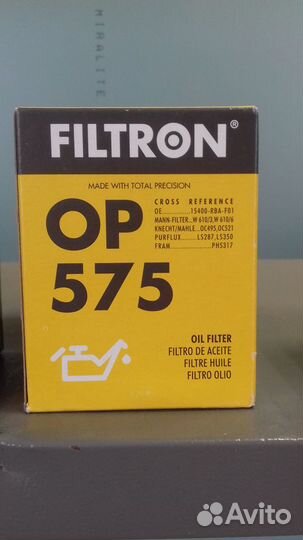 MIRALITE
FILTRON®
MADE WITH TOTAL PRECISION
OP
575
CROSS REFERENCE
OE..............15400-RBA-F01
MANN-FILTER...W 610/3,W 610/6
KNECHT/MAHLE...OC495,OC521
PURFLUX.......LS287,LS350
FRAM...............PH5317
OIL FILTER
FILTRO DE ACEITE
FILTRE HUILE
FILTRO OLIO
Avito